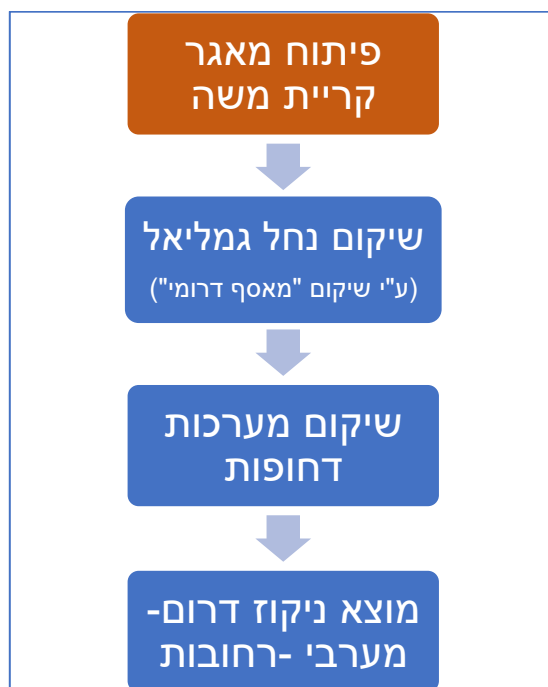 פיתוח מאגר
קריית משה
שיקום נחל גמליאל
(ע"י שיקום "מאסף דרומי")
שיקום מערכות
דחופות
מוצא ניקוז דרום-
מערבי -רחובות